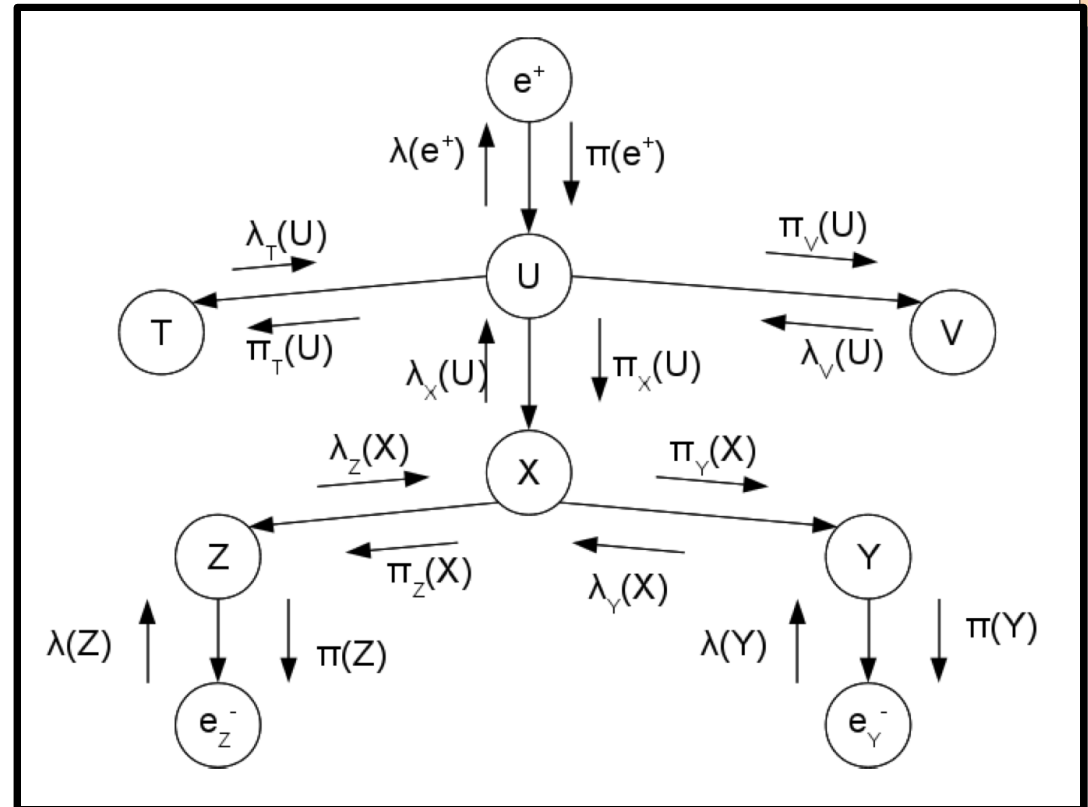 e⁺
λ(e⁺) π(e⁺)
λ_T(U) π_V(U)
U
T V
π_T(U) λ_V(U)
λ_X(U) π_X(U)
λ_Z(X) π_Y(X)
X
Z Y
π_Z(X) λ_Y(X)
λ(Z) π(Z) λ(Y) π(Y)
e_Z⁻ e_Y⁻